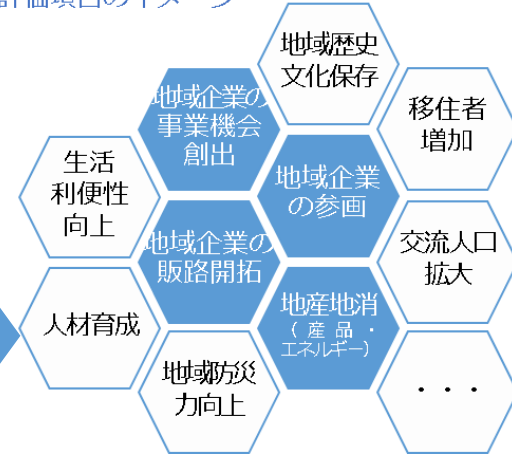 評価項目のイメージ
地域歴史
文化保存
地域企業の
事業機会
創出
移住者
増加
生活
利便性
向上
地域企業
の参画
地域企業の
販路開拓
交流人口
拡大
人材育成
地産地消
(産品・
エネルギー)
地域防災
力向上
・・・